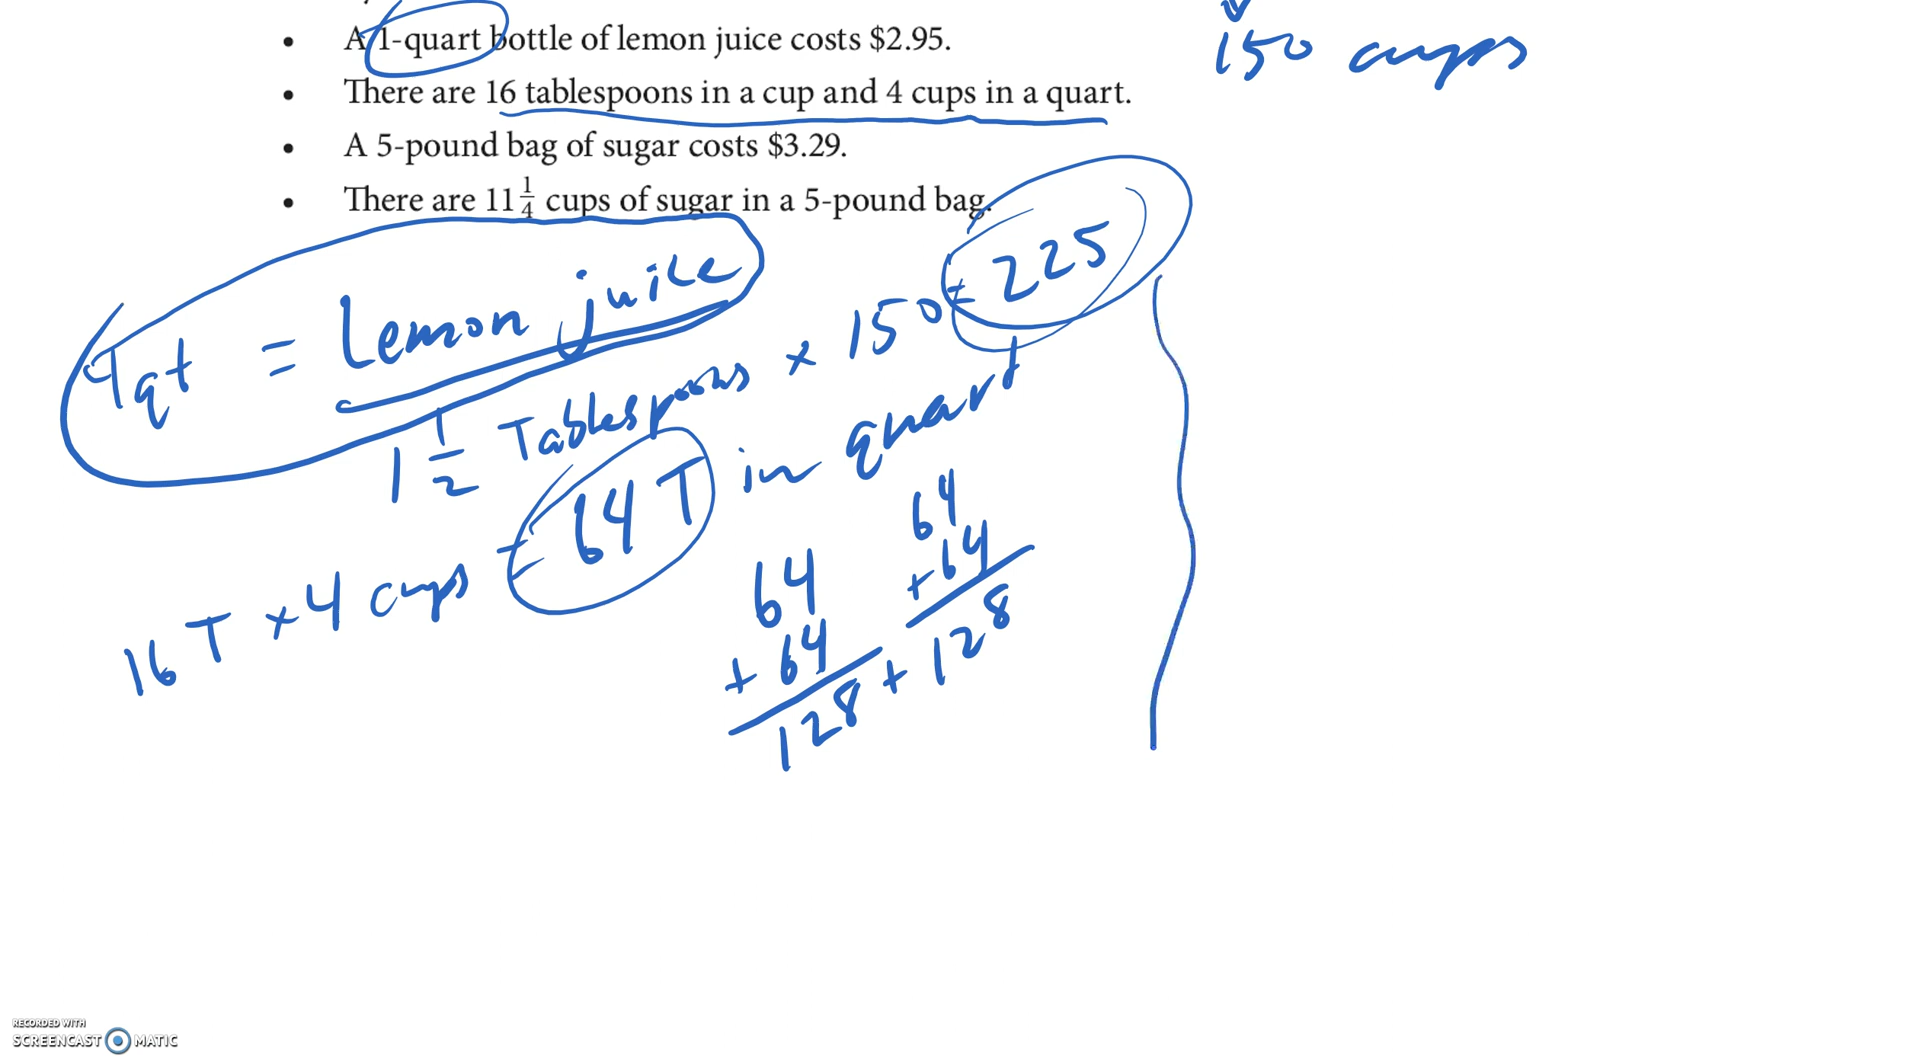 • A 1-quart bottle of lemon juice costs $2.95.
150 cups
• There are 16 tablespoons in a cup and 4 cups in a quart.
• A 5-pound bag of sugar costs $3.29.
• There are 11 1/4 cups of sugar in a 5-pound bag.
1 qt = Lemon juice
1 1/2 Tablespoons × 150 = 225
16 T × 4 cups = 64 T in quart
64
+ 64
128 +
64
+ 64
128
RECORDED WITH
SCREENCAST MATIC